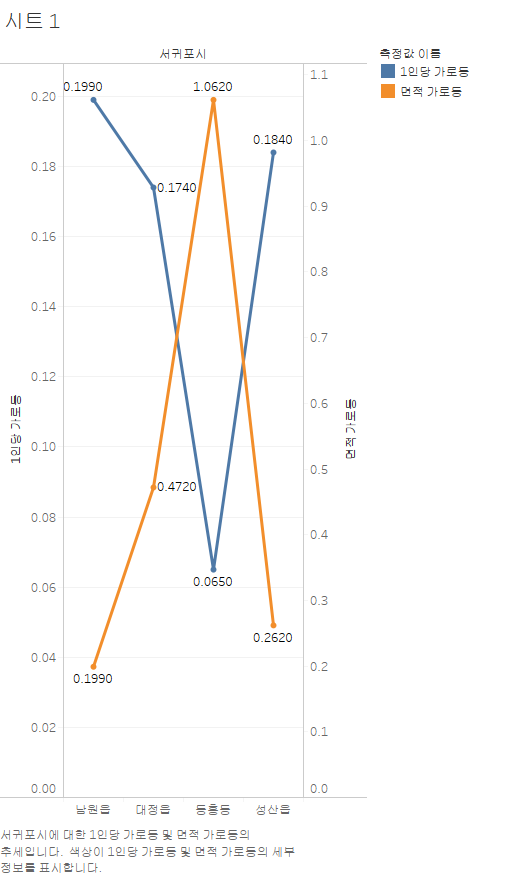 시트 1
서귀포시
측정값 이름
1인당 가로등
면적 가로등
0.1990
1.0620
0.1840
0.1740
0.4720
0.0650
0.2620
0.1990
0.20
0.18
0.16
0.14
0.12
0.10
0.08
0.06
0.04
0.02
0.00
1인당 가로등
1.1
1.0
0.9
0.8
0.7
0.6
0.5
0.4
0.3
0.2
0.1
0.0
면적 가로등
남원읍 대정읍 동홍동 성산읍
서귀포시에 대한 1인당 가로등 및 면적 가로등의
추세입니다. 색상이 1인당 가로등 및 면적 가로등의 세부
정보를 표시합니다.